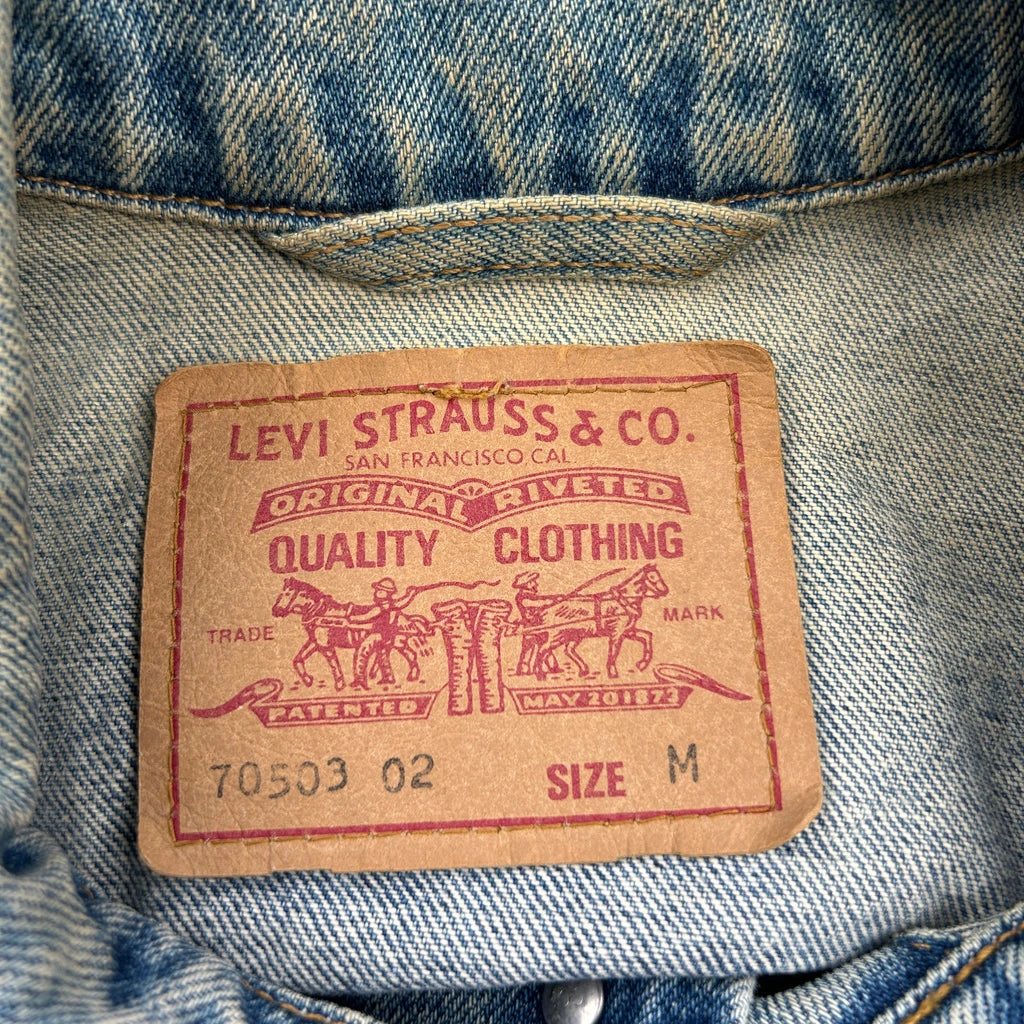 LEVI STRAUSS & CO.
SAN FRANCISCO, CAL
ORIGINAL RIVETED
QUALITY CLOTHING
TRADE MARK
PATENTED MAY 20 1873
70503 02 SIZE M